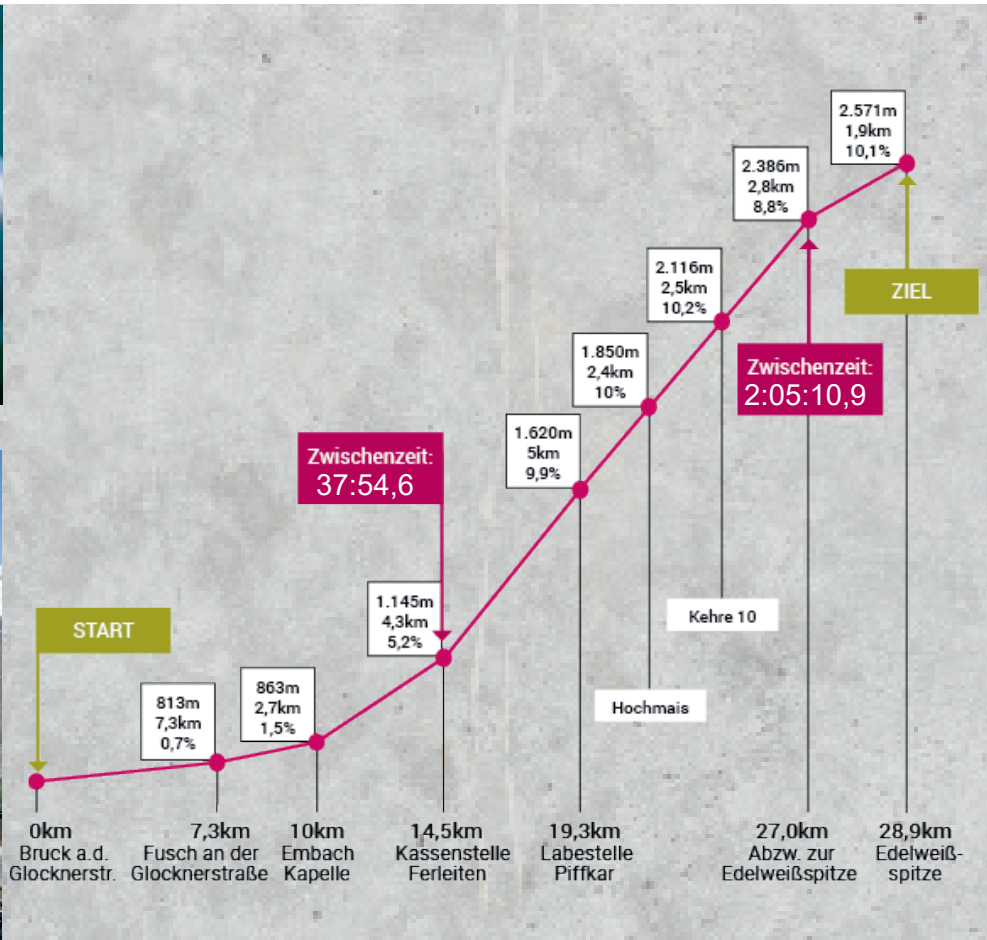 2.571m
1,9km
10,1%
2.386m
2,8km
8,8%
ZIEL
2.116m
2,5km
10,2%
1.850m
2,4km
10%
Zwischenzeit:
2:05:10,9
1.620m
5km
9,9%
Zwischenzeit:
37:54,6
1.145m
4,3km
5,2%
START
Kehre 10
813m
7,3km
0,7%
863m
2,7km
1,5%
Hochmais
0km
Bruck a.d.
Glocknerstr.
7,3km
Fusch an der
Glocknerstraße
10km
Embach
Kapelle
14,5km
Kassenstelle
Ferleiten
19,3km
Labestelle
Piffkar
27,0km
Abzw. zur
Edelweißspitze
28,9km
Edelweiß-
spitze